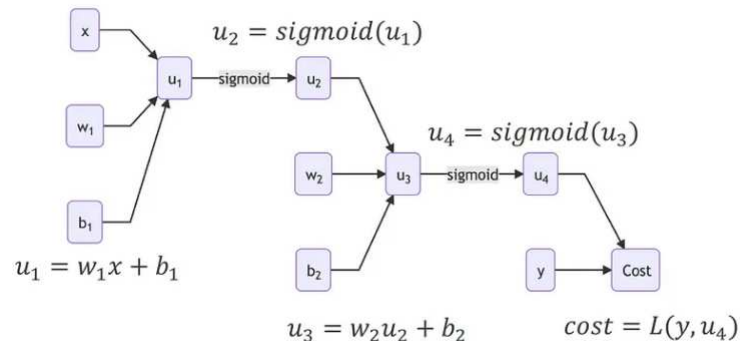 x
u₂ = sigmoid(u₁)
u₁
sigmoid
u₂
w₁
u₄ = sigmoid(u₃)
w₂
u₃
sigmoid
u₄
b₁
u₁ = w₁x + b₁
b₂
y
Cost
u₃ = w₂u₂ + b₂
cost = L(y, u₄)